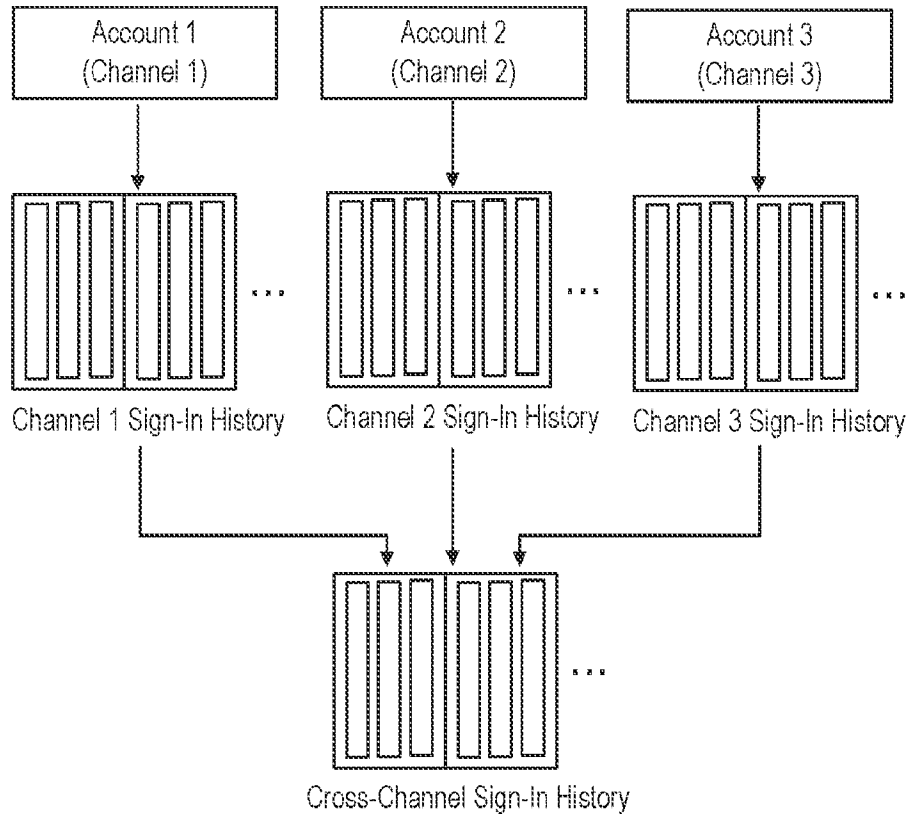 Account 1
(Channel 1)
Account 2
(Channel 2)
Account 3
(Channel 3)
...
...
...
Channel 1 Sign-In History
Channel 2 Sign-In History
Channel 3 Sign-In History
...
Cross-Channel Sign-In History